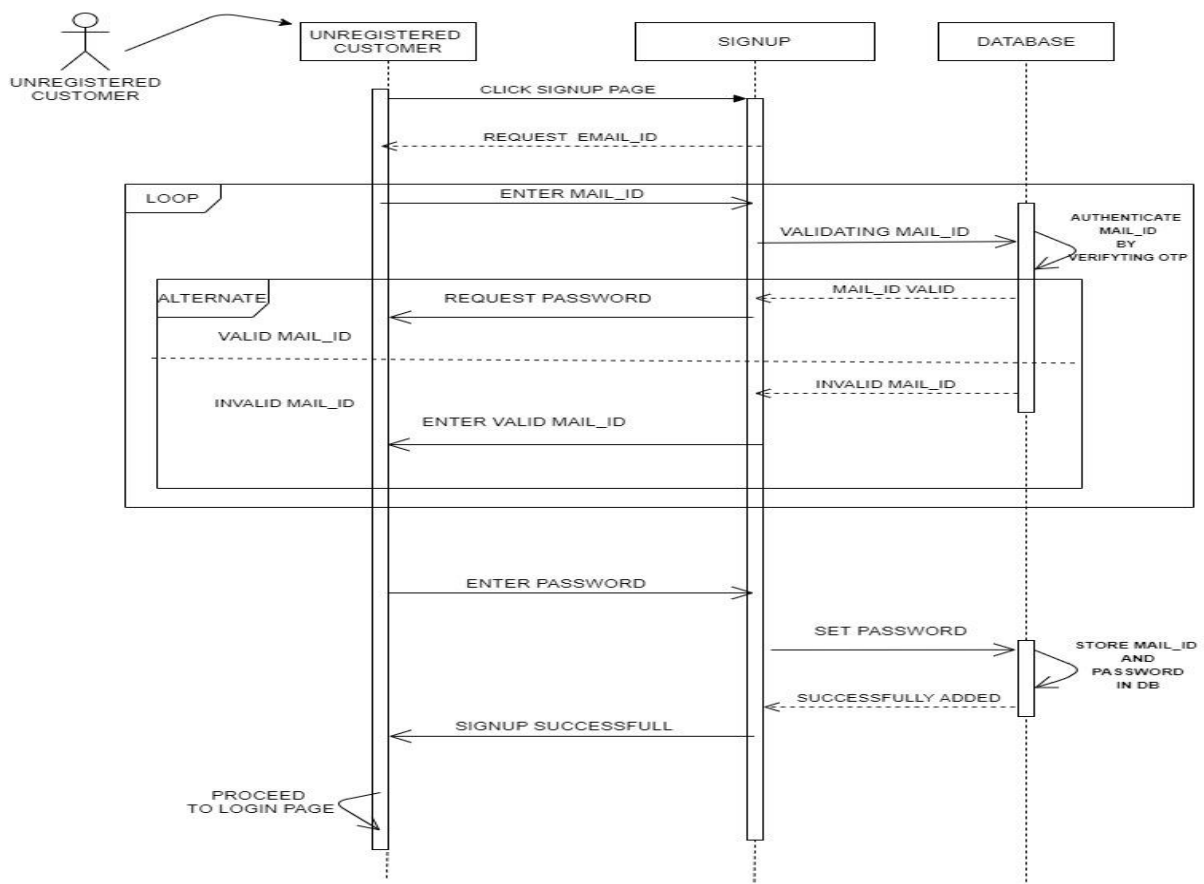 UNREGISTERED
CUSTOMER
UNREGISTERED
CUSTOMER
SIGNUP
DATABASE
CLICK SIGNUP PAGE
REQUEST EMAIL_ID
LOOP
ENTER MAIL_ID
VALIDATING MAIL_ID
AUTHENTICATE
MAIL_ID
BY
VERIFYTING OTP
ALTERNATE
REQUEST PASSWORD
MAIL_ID VALID
VALID MAIL_ID
INVALID MAIL_ID
INVALID MAIL_ID
ENTER VALID MAIL_ID
ENTER PASSWORD
SET PASSWORD
STORE MAIL_ID
AND
PASSWORD
IN DB
SUCCESSFULLY ADDED
SIGNUP SUCCESSFULL
PROCEED
TO LOGIN PAGE